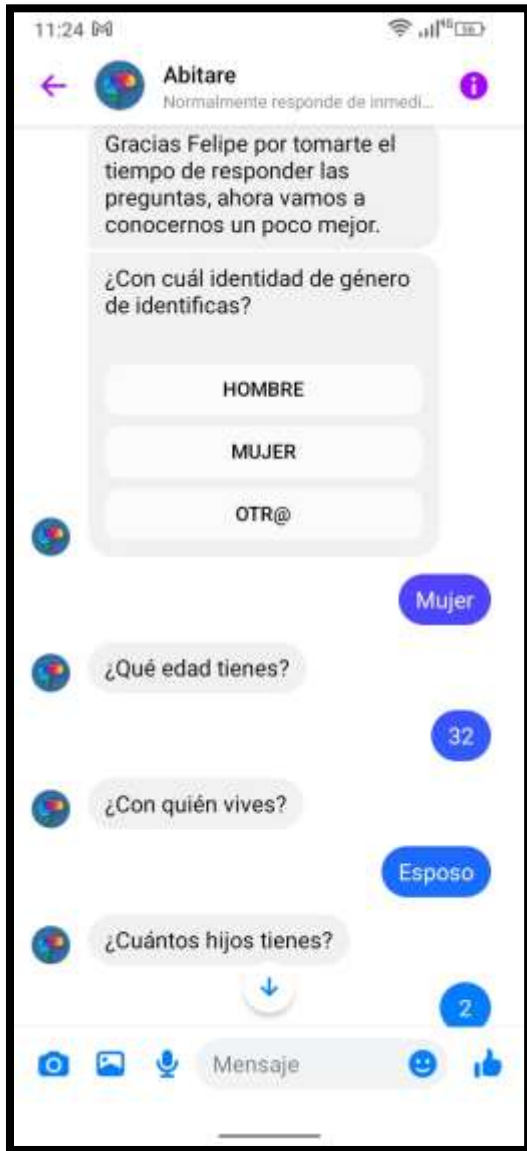 11:24
4G 56
Abitare
Normalmente responde de inmedi...
Gracias Felipe por tomarte el
tiempo de responder las
preguntas, ahora vamos a
conocernos un poco mejor.
¿Con cuál identidad de género
de identificas?
HOMBRE
MUJER
OTR@
Mujer
¿Qué edad tienes?
32
¿Con quién vives?
Esposo
¿Cuántos hijos tienes?
2
Mensaje